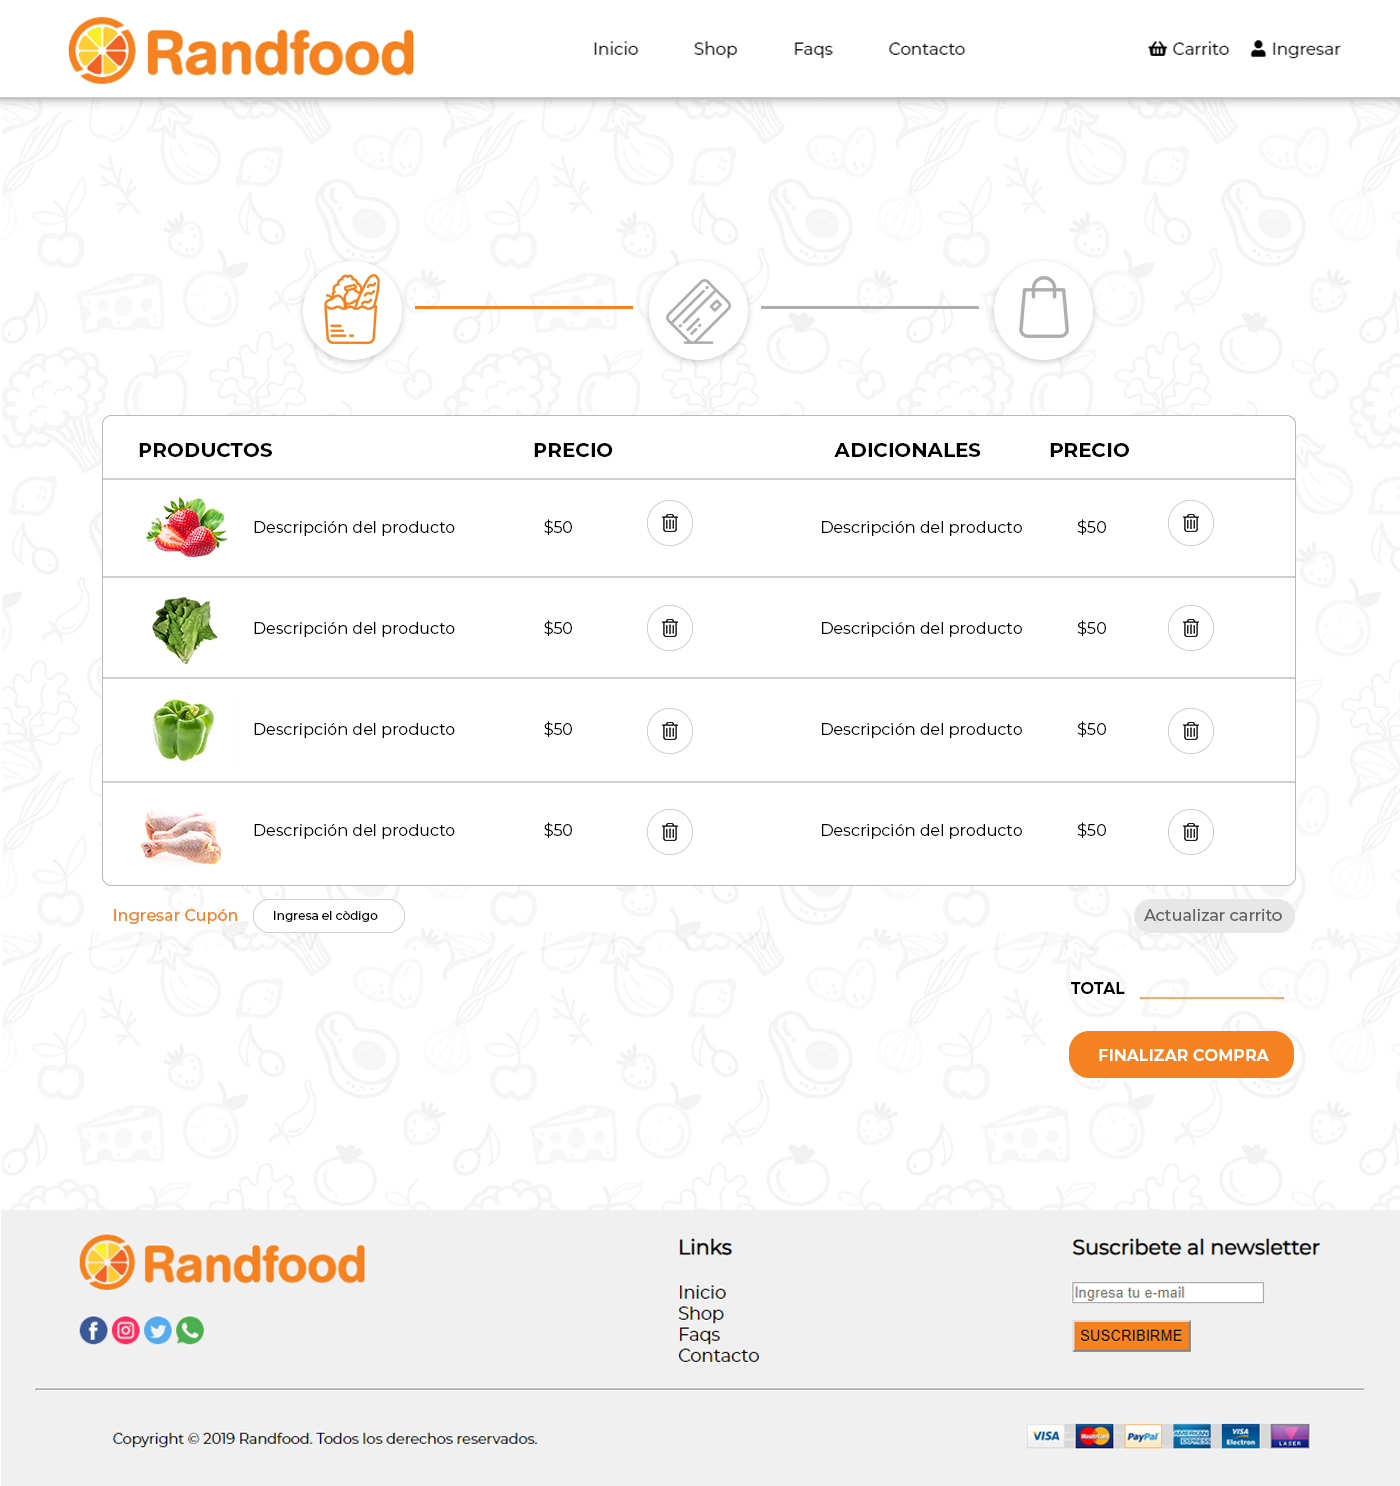 Randfood
Inicio Shop Faqs Contacto Carrito Ingresar
PRODUCTOS PRECIO ADICIONALES PRECIO
Descripción del producto $50 Descripción del producto $50
Descripción del producto $50 Descripción del producto $50
Descripción del producto $50 Descripción del producto $50
Descripción del producto $50 Descripción del producto $50
Ingresar Cupón Ingresa el còdigo Actualizar carrito
TOTAL
FINALIZAR COMPRA
Randfood
Links
Inicio
Shop
Faqs
Contacto
Suscribete al newsletter
Ingresa tu e-mail
SUSCRIBIRME
Copyright © 2019 Randfood. Todos los derechos reservados.
VISA MasterCard PayPal AMERICAN EXPRESS VISA Electron LASER